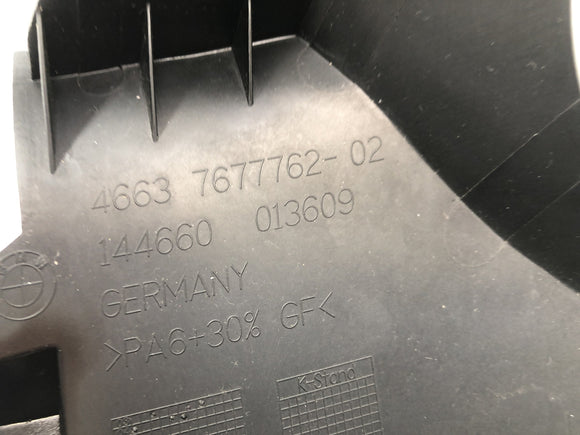 4663 7677762-02
144660 013609
GERMANY
>PA6+30% GF<
K-Stand